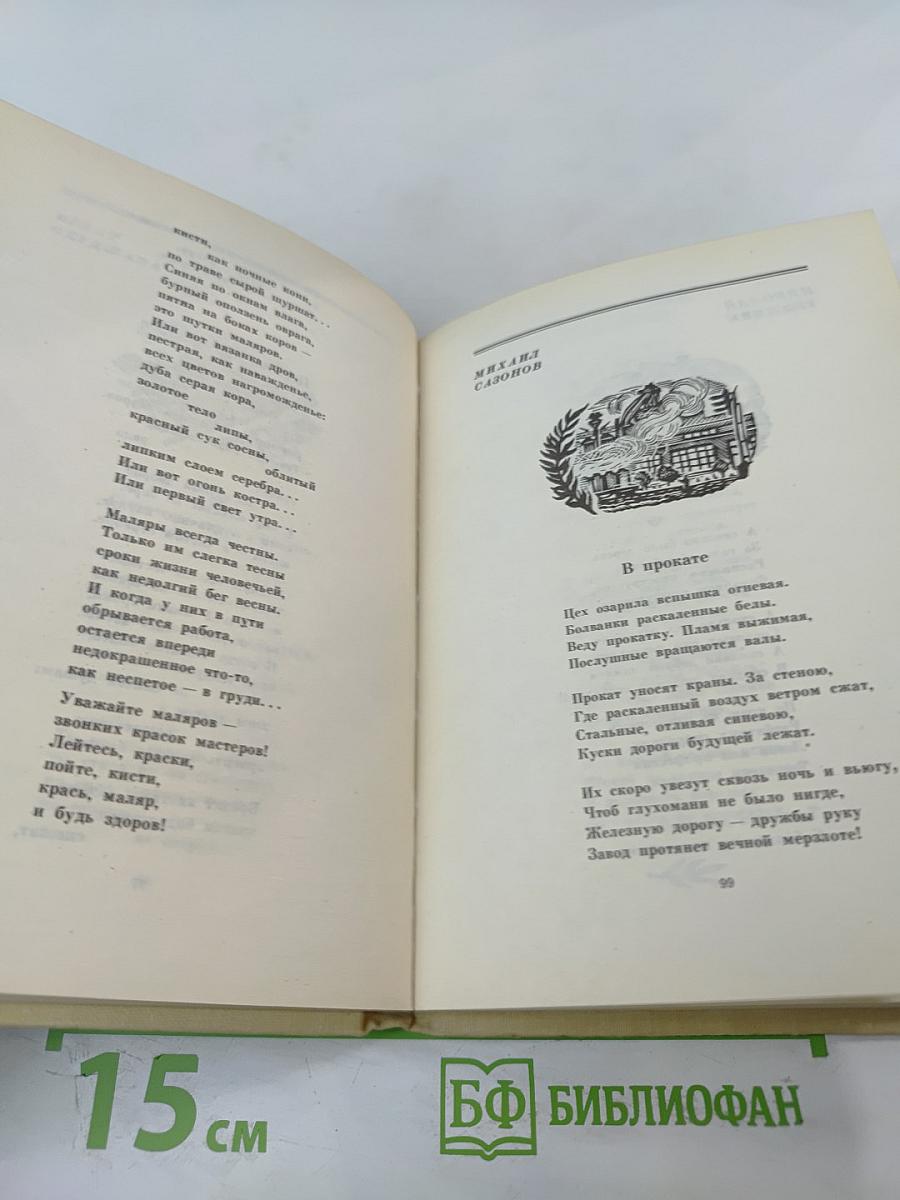 кисти,
как ночные кони,
по траве сырой шуршат...
Синяя по окнам влага,
бурный оползень оврага,
пятна на боках коров —
это шутки маляров.
Или вот вязанка дров,
пестрая, как наважденье,
всех цветов нагроможденье:
дуба серая кора,
золотое
тело
липы,
красный сук сосны,
облитый
липким слоем серебра...
Или вот огонь костра...
Или первый свет утра...
Маляры всегда честны.
Только им слегка тесны
сроки жизни человечьей,
как недолгий бег весны.
И когда у них в пути
обрывается работа,
остается впереди
недокрашенное что-то,
как неспетое — в груди...
Уважайте маляров —
звонких красок мастеров!
Лейтесь, краски,
пойте, кисти,
крась, маляр,
и будь здоров!
МИХАИЛ
САЗОНОВ
В прокате
Цех озарила вспышка огневая.
Болванки раскаленные белы.
Веду прокатку. Пламя выжимая,
Послушные вращаются валы.
Прокат уносят краны. За стеною,
Где раскаленный воздух ветром сжат,
Стальные, отливая синевою,
Куски дороги будущей лежат.
Их скоро увезут сквозь ночь и вьюгу,
Чтоб глухомани не было нигде,
Железную дорогу — дружбы руку
Завод протянет вечной мерзлоте!
99
15 см
БФ БИБЛИОФАН